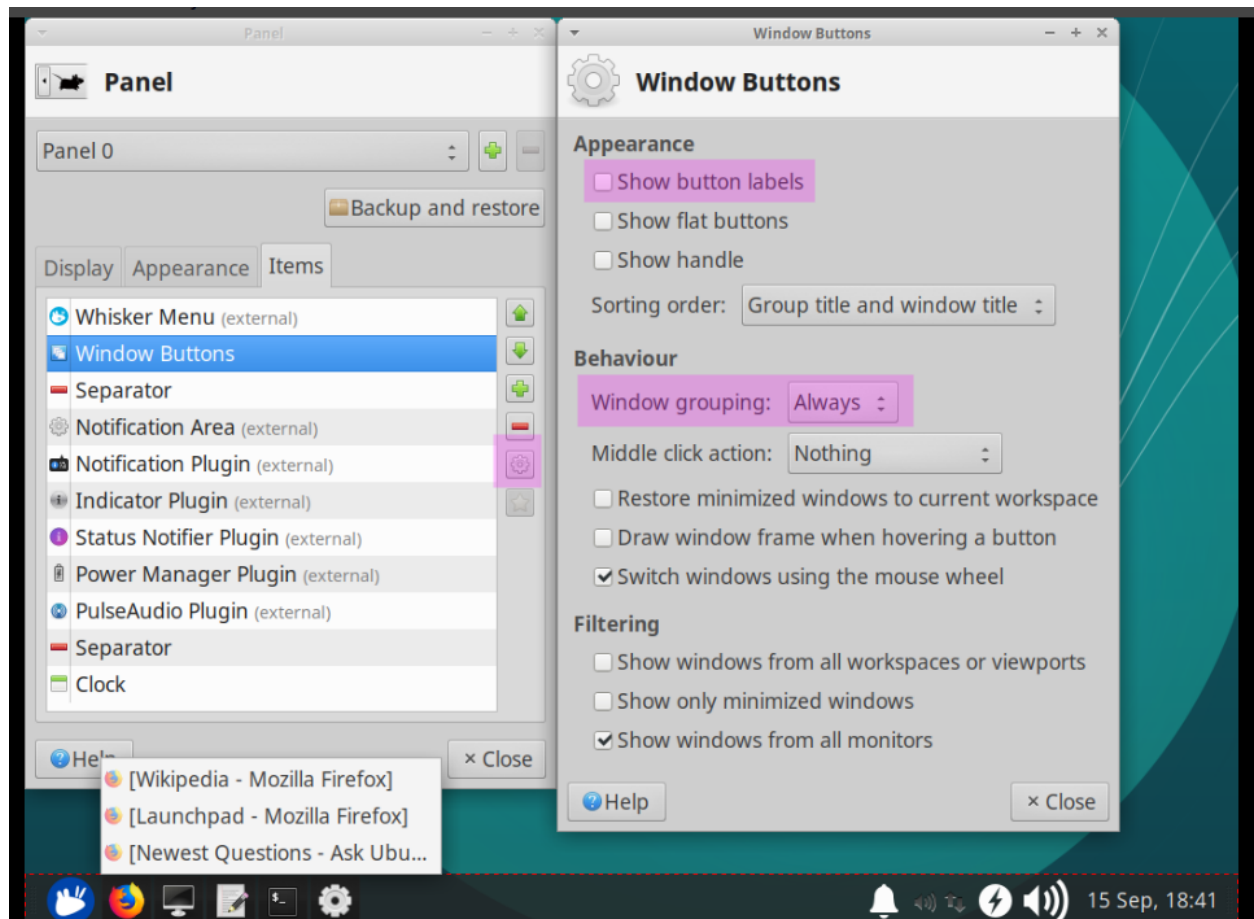 Panel
Panel
Panel 0
Backup and restore
Display Appearance Items
Whisker Menu (external)
Window Buttons
Separator
Notification Area (external)
Notification Plugin (external)
Indicator Plugin (external)
Status Notifier Plugin (external)
Power Manager Plugin (external)
PulseAudio Plugin (external)
Separator
Clock
Help
× Close
Window Buttons
Window Buttons
Appearance
Show button labels
Show flat buttons
Show handle
Sorting order: Group title and window title
Behaviour
Window grouping: Always
Middle click action: Nothing
Restore minimized windows to current workspace
Draw window frame when hovering a button
Switch windows using the mouse wheel
Filtering
Show windows from all workspaces or viewports
Show only minimized windows
Show windows from all monitors
Help
× Close
[Wikipedia - Mozilla Firefox]
[Launchpad - Mozilla Firefox]
[Newest Questions - Ask Ubu...
$_
15 Sep, 18:41